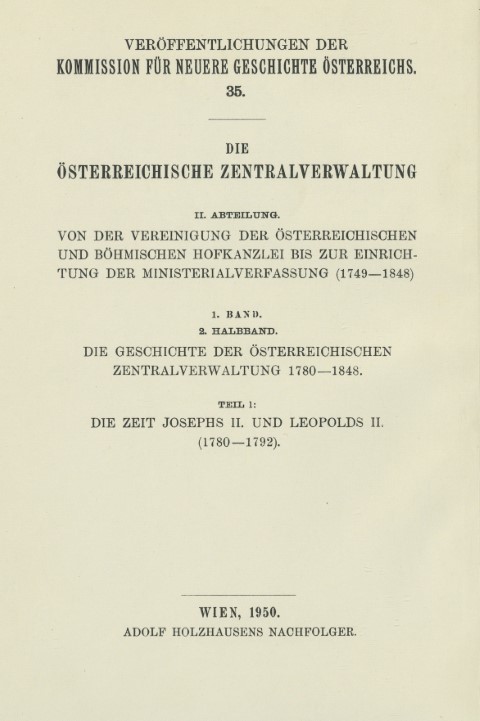 VERÖFFENTLICHUNGEN DER
KOMMISSION FÜR NEUERE GESCHICHTE ÖSTERREICHS.
35.
DIE
ÖSTERREICHISCHE ZENTRALVERWALTUNG
II. ABTEILUNG.
VON DER VEREINIGUNG DER ÖSTERREICHISCHEN
UND BÖHMISCHEN HOFKANZLEI BIS ZUR EINRICH-
TUNG DER MINISTERIALVERFASSUNG (1749—1848)
1. BAND.
2. HALBBAND.
DIE GESCHICHTE DER ÖSTERREICHISCHEN
ZENTRALVERWALTUNG 1780—1848.
TEIL 1:
DIE ZEIT JOSEPHS II. UND LEOPOLDS II.
(1780—1792).
WIEN, 1950.
ADOLF HOLZHAUSENS NACHFOLGER.